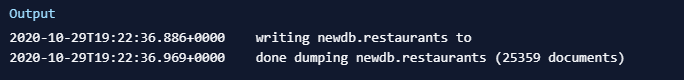 Output
2020-10-29T19:22:36.886+0000    writing newdb.restaurants to
2020-10-29T19:22:36.969+0000    done dumping newdb.restaurants (25359 documents)